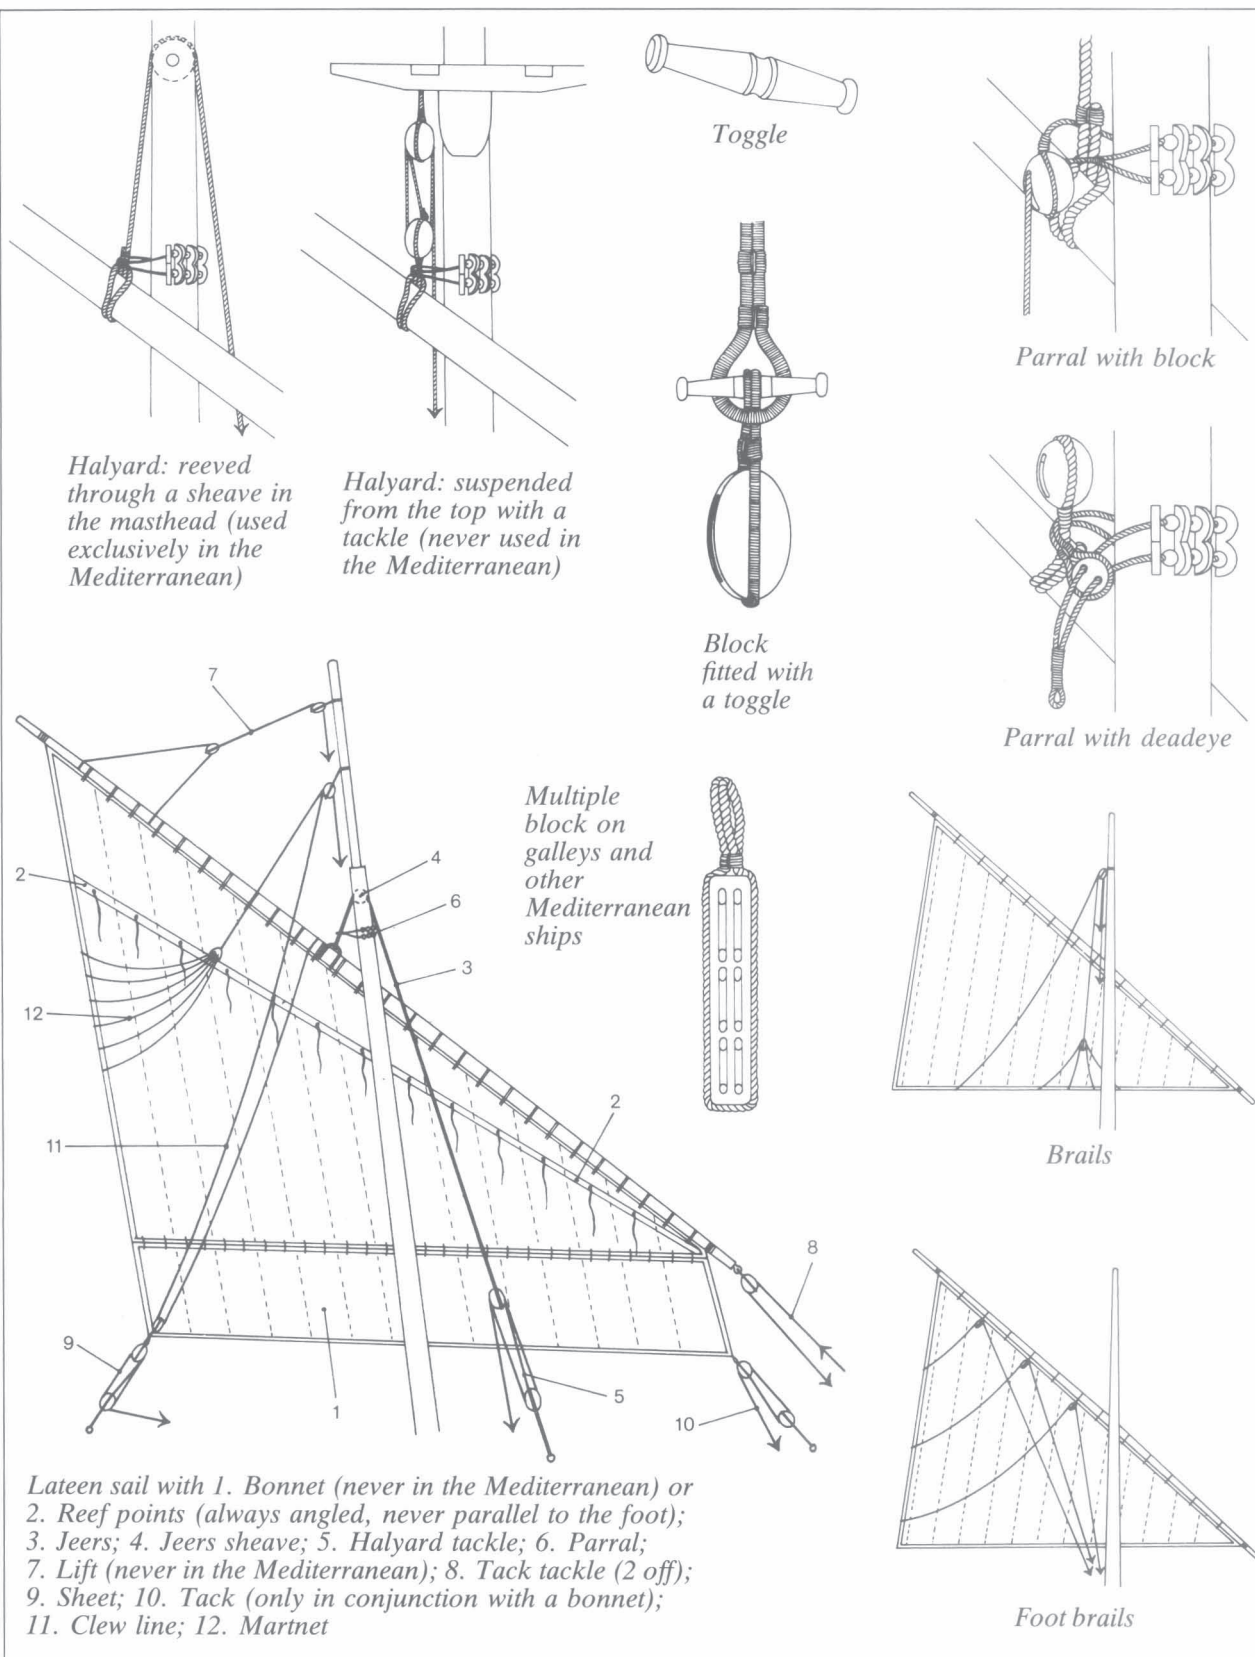 Toggle
Parral with block
Halyard: reeved
through a sheave in
the masthead (used
exclusively in the
Mediterranean)
Halyard: suspended
from the top with a
tackle (never used in
the Mediterranean)
Block
fitted with
a toggle
Parral with deadeye
Multiple
block on
galleys and
other
Mediterranean
ships
7
4
2
6
3
12
2
11
8
9
5
1
10
Brails
Foot brails
Lateen sail with 1. Bonnet (never in the Mediterranean) or
2. Reef points (always angled, never parallel to the foot);
3. Jeers; 4. Jeers sheave; 5. Halyard tackle; 6. Parral;
7. Lift (never in the Mediterranean); 8. Tack tackle (2 off);
9. Sheet; 10. Tack (only in conjunction with a bonnet);
11. Clew line; 12. Martnet